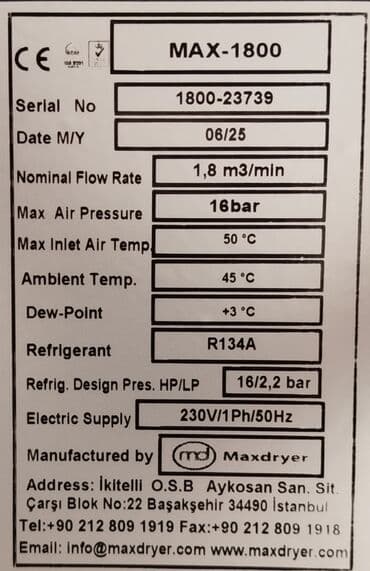 CE MAX-1800
Serial No 1800-23739
Date M/Y 06/25
Nominal Flow Rate 1,8 m3/min
Max Air Pressure 16bar
Max Inlet Air Temp. 50 °C
Ambient Temp. 45 °C
Dew-Point +3 °C
Refrigerant R134A
Refrig. Design Pres. HP/LP 16/2,2 bar
Electric Supply 230V/1Ph/50Hz
Manufactured by md Maxdryer
Address: İkitelli O.S.B Aykosan San. Sit.
Çarşı Blok No:22 Başakşehir 34490 İstanbul
Tel:+90 212 809 1919 Fax:+90 212 809 1918
Email: info@maxdryer.com www.maxdryer.com